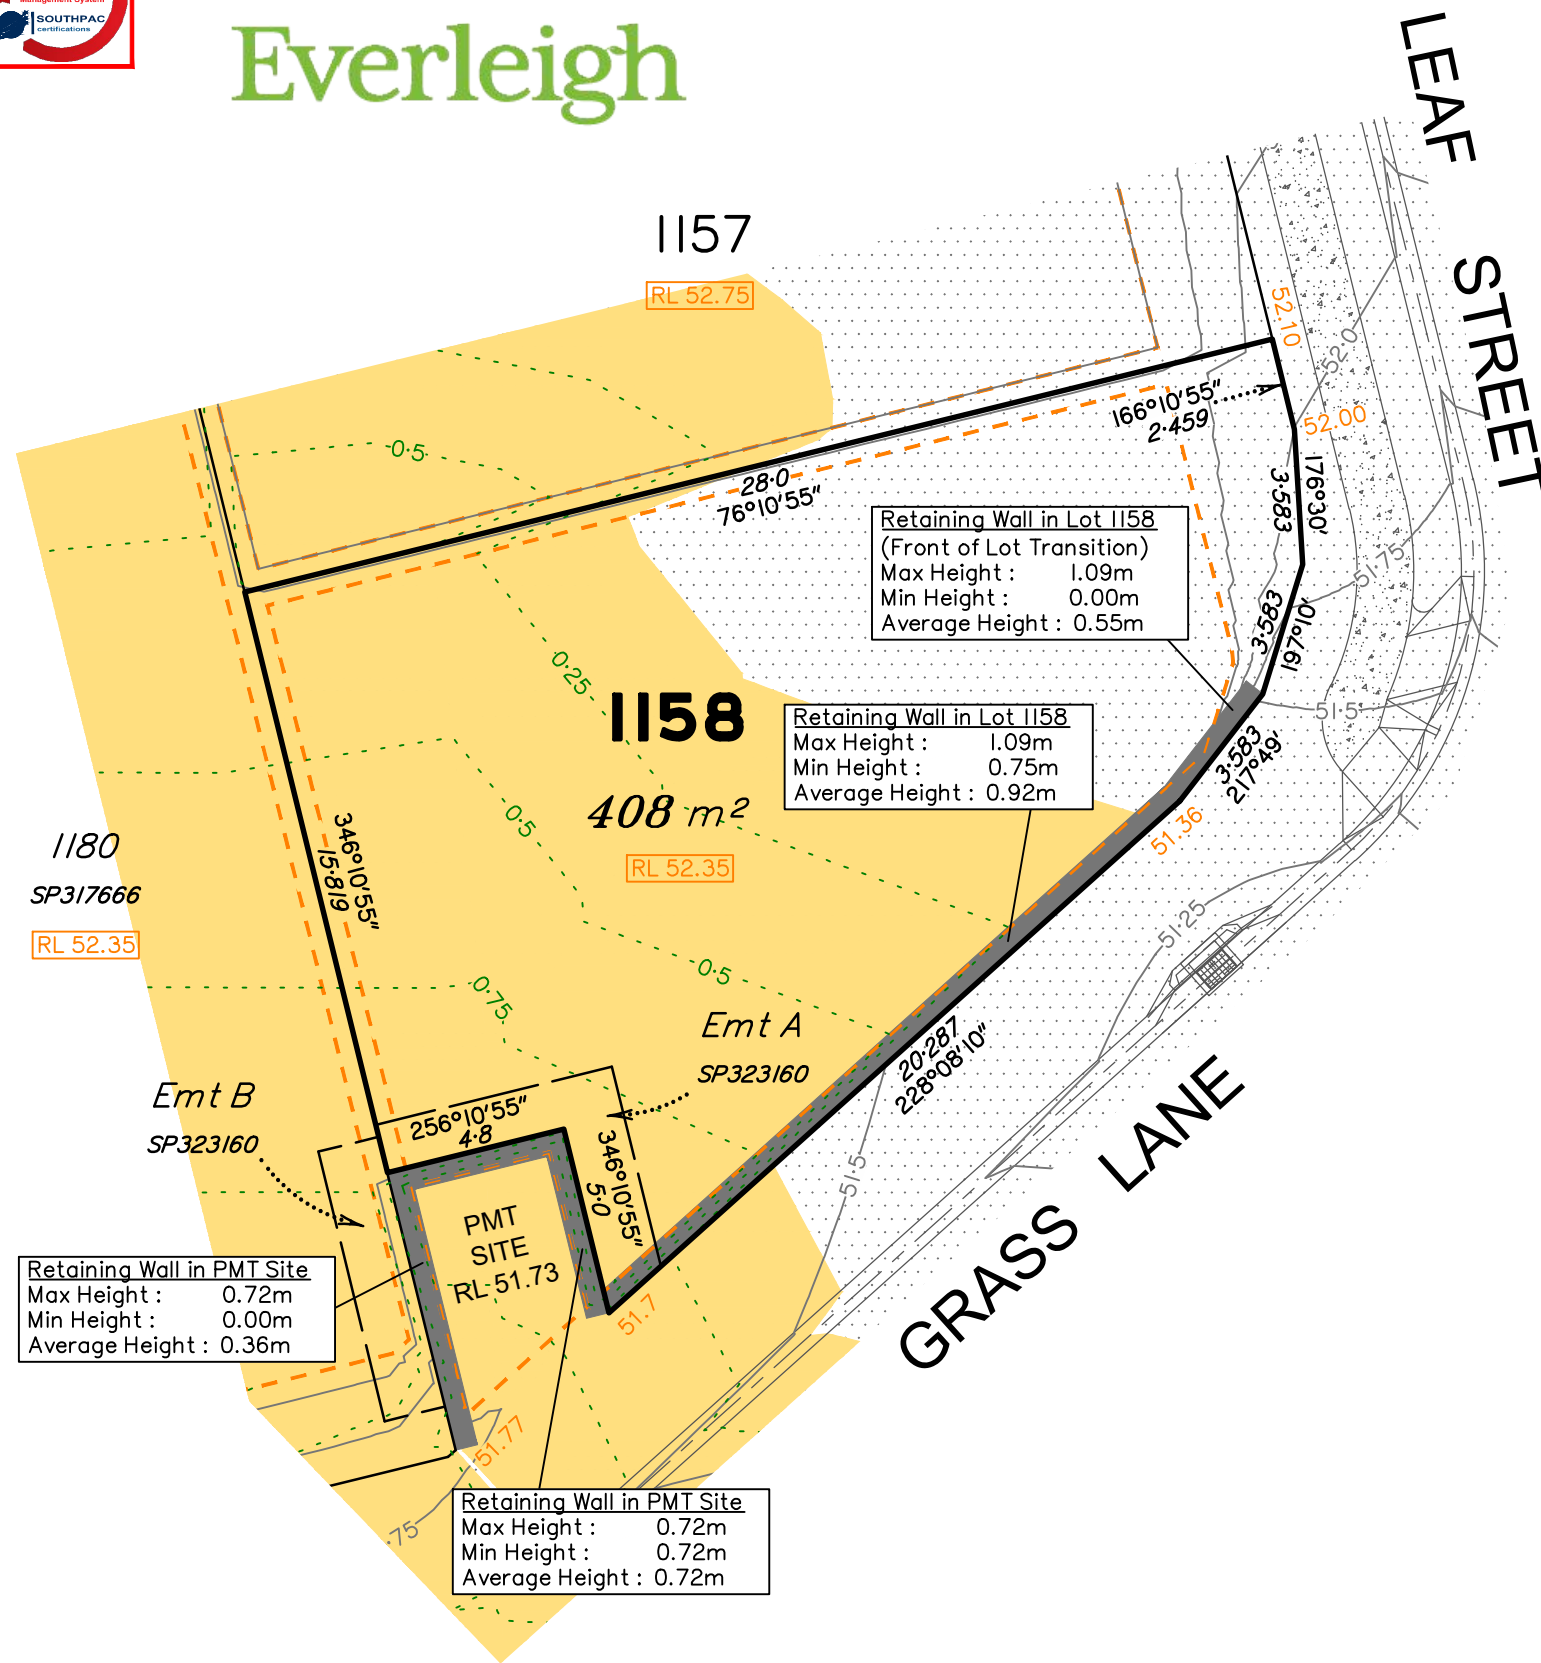 Management System
SOUTHPAC
certifications
Everleigh
LEAF STREET
1157
RL 52.75
52.10
52.0
166°10'55"
2.459
52.00
0.5
28.0
76°10'55"
3.583
176°30'
Retaining Wall in Lot 1158
(Front of Lot Transition)
Max Height : 1.09m
Min Height : 0.00m
Average Height : 0.55m
51.75
3.583
197°10'
0.25
1158
408 m²
RL 52.35
Retaining Wall in Lot 1158
Max Height : 1.09m
Min Height : 0.75m
Average Height : 0.92m
51.5
3.583
217°49'
51.36
0.5
346°10'55"
15.819
1180
SP317666
RL 52.35
51.25
0.5
0.75
Emt A
SP323160
20.287
228°08'10"
GRASS LANE
Emt B
SP323160
256°10'55"
4.8
346°10'55"
5.0
51.5
PMT
SITE
RL 51.73
Retaining Wall in PMT Site
Max Height : 0.72m
Min Height : 0.00m
Average Height : 0.36m
51.7
51.77
.75
Retaining Wall in PMT Site
Max Height : 0.72m
Min Height : 0.72m
Average Height : 0.72m